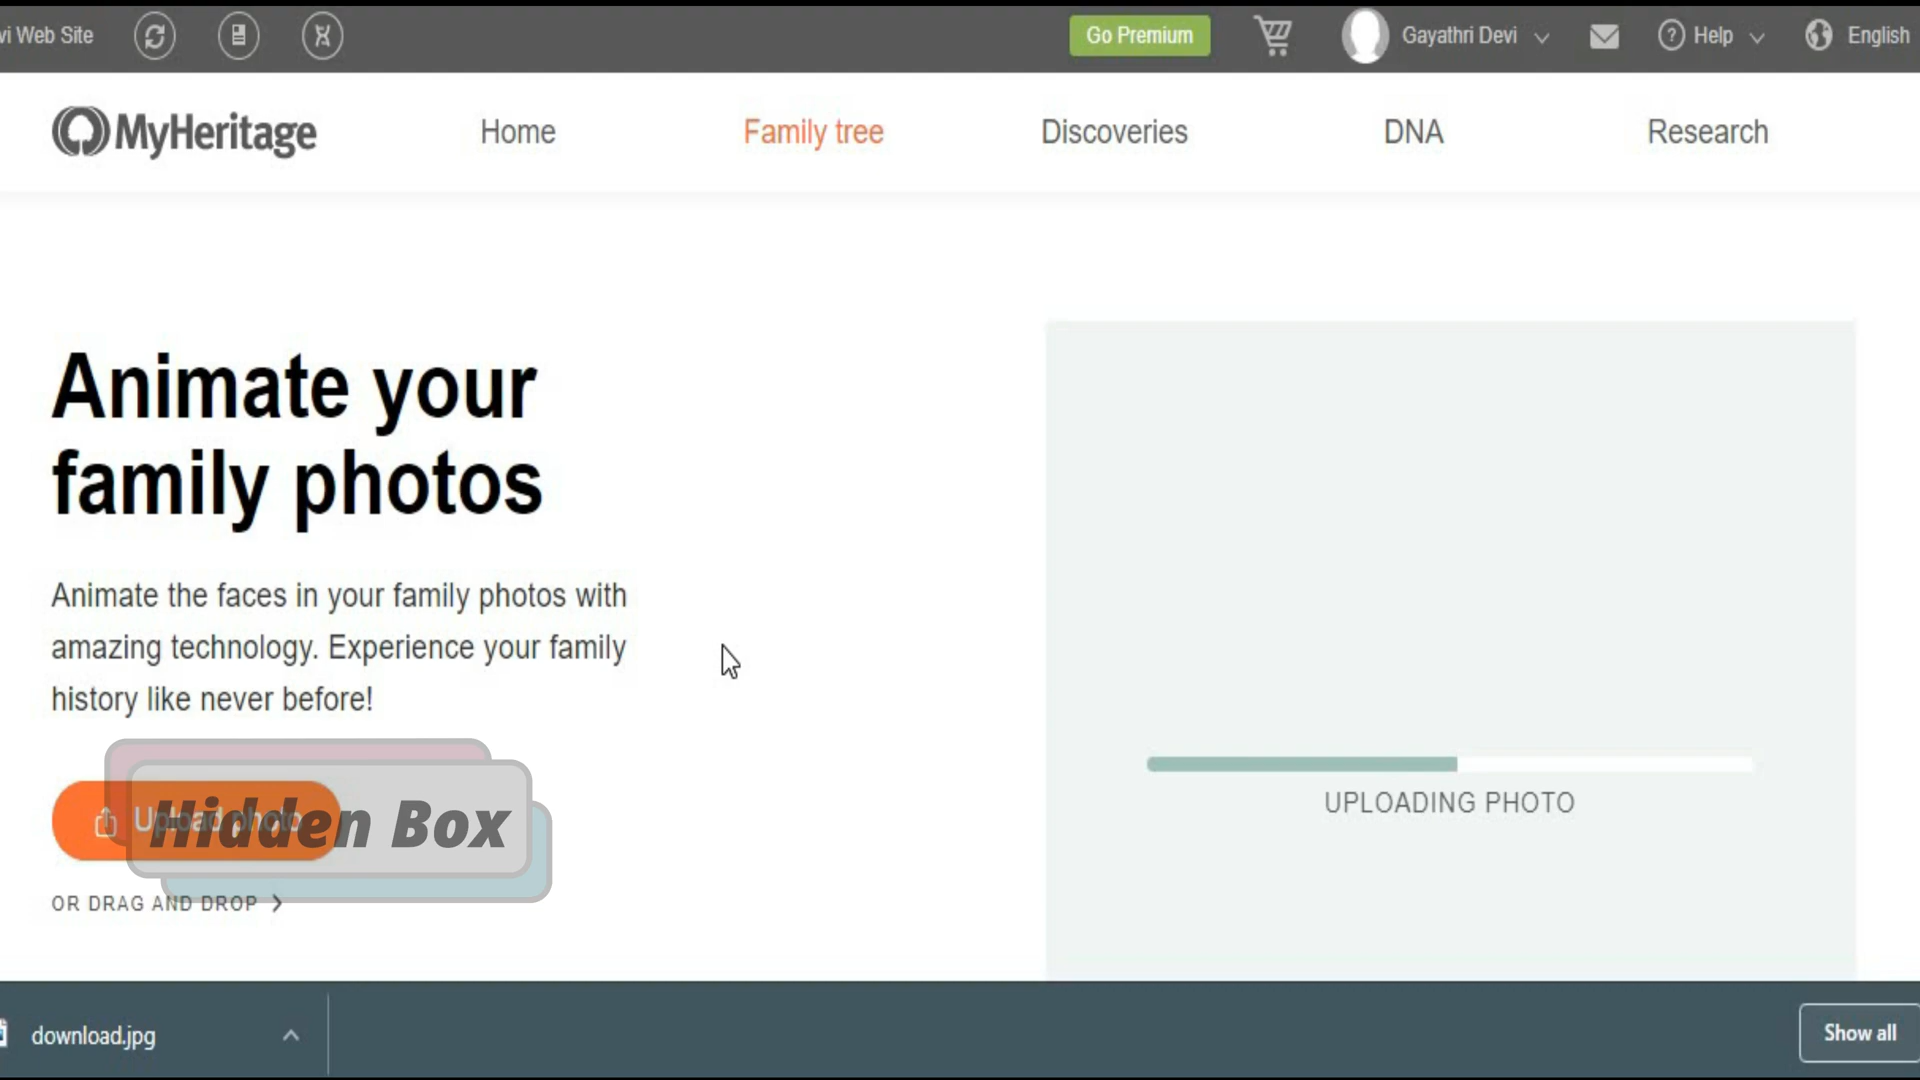 vi Web Site
Go Premium
Gayathri Devi
Help
English
MyHeritage
Home
Family tree
Discoveries
DNA
Research
Animate your
family photos
Animate the faces in your family photos with
amazing technology. Experience your family
history like never before!
Upload photo
Hidden Box
OR DRAG AND DROP
UPLOADING PHOTO
download.jpg
Show all